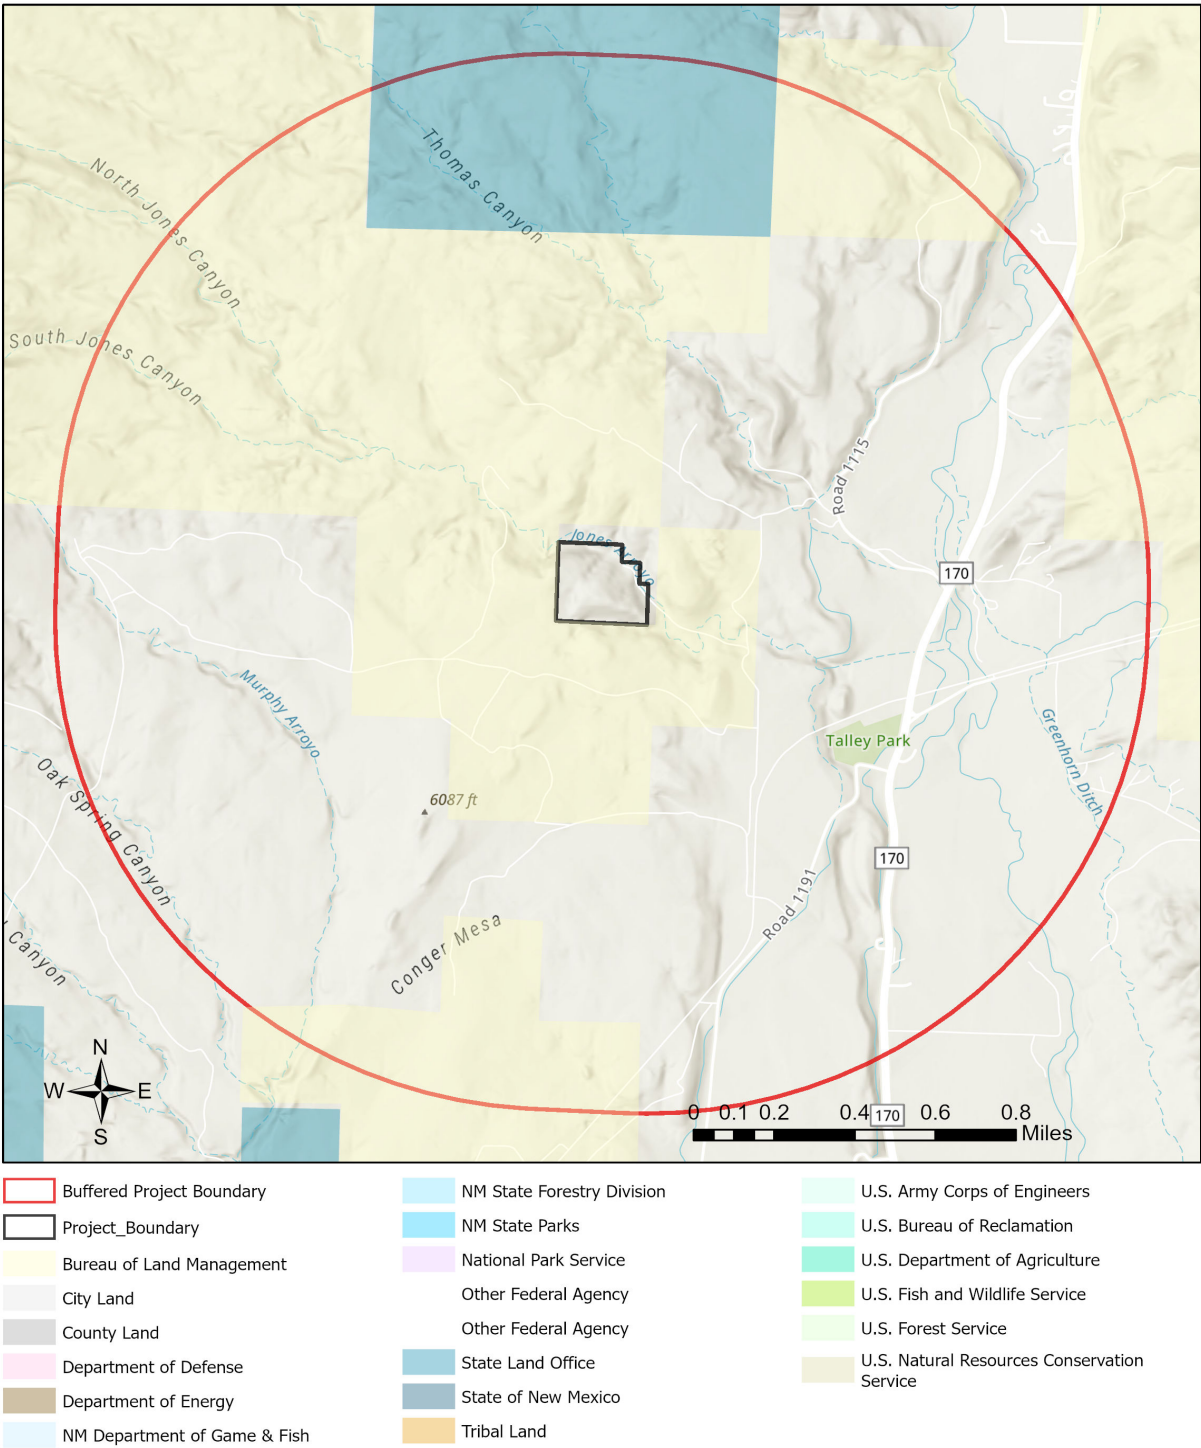 Thomas Canyon
North Jones Canyon
South Jones Canyon
Road 1115
Jones Arroyo
170
Murphy Arroyo
Talley Park
Greenhorn Ditch
Oak Spring Canyon
6087 ft
170
Road 1191
Conger Mesa
Canyon
N
W E
S
0 0.1 0.2 0.4 170 0.6 0.8
Miles
Buffered Project Boundary
Project_Boundary
Bureau of Land Management
City Land
County Land
Department of Defense
Department of Energy
NM Department of Game & Fish
NM State Forestry Division
NM State Parks
National Park Service
Other Federal Agency
Other Federal Agency
State Land Office
State of New Mexico
Tribal Land
U.S. Army Corps of Engineers
U.S. Bureau of Reclamation
U.S. Department of Agriculture
U.S. Fish and Wildlife Service
U.S. Forest Service
U.S. Natural Resources Conservation
Service